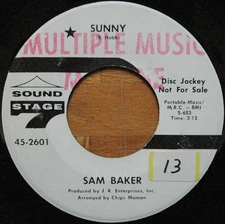 SUNNY
(B. Hebb)
MULTIPLE MUSIC
Disc Jockey
Not For Sale
SOUND
STAGE
7
Portable Music/
M.R.C. - BMI
S-653
Time: 3:12
45-2601
13
SAM BAKER
Produced by J. R. Enterprises, Inc.
Arranged by Chips Moman